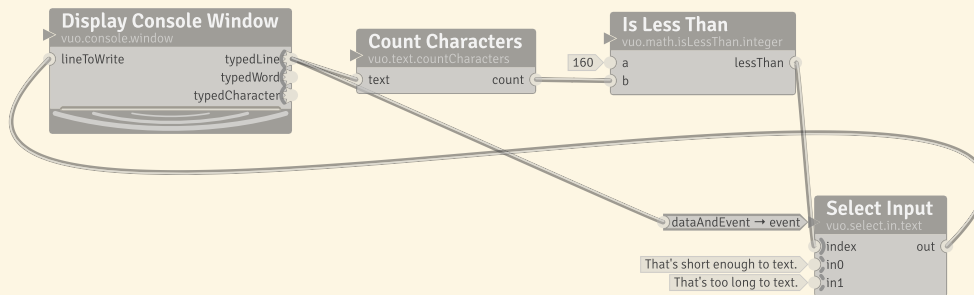 Display Console Window
vuo.console.window
lineToWrite typedLine
typedWord
typedCharacter
Count Characters
vuo.text.countCharacters
text count
Is Less Than
vuo.math.isLessThan.integer
160 a lessThan
b
dataAndEvent → event
Select Input
vuo.select.in.text
index out
That's short enough to text. in0
That's too long to text. in1